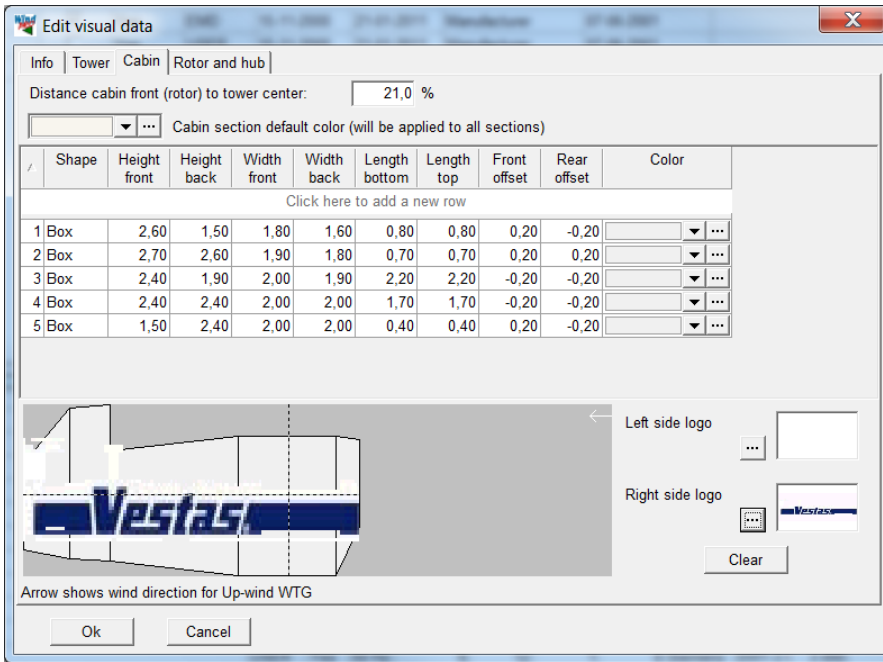 Edit visual data
Info Tower Cabin Rotor and hub
Distance cabin front (rotor) to tower center: 21,0 %
Cabin section default color (will be applied to all sections)
Shape Height front Height back Width front Width back Length bottom Length top Front offset Rear offset Color
Click here to add a new row
1 Box 2,60 1,50 1,80 1,60 0,80 0,80 0,20 -0,20
2 Box 2,70 2,60 1,90 1,80 0,70 0,70 0,20 0,20
3 Box 2,40 1,90 2,00 1,90 2,20 2,20 -0,20 -0,20
4 Box 2,40 2,40 2,00 2,00 1,70 1,70 -0,20 -0,20
5 Box 1,50 2,40 2,00 2,00 0,40 0,40 0,20 -0,20
Left side logo
Right side logo
Vestas
Vestas
Clear
Arrow shows wind direction for Up-wind WTG
Ok Cancel